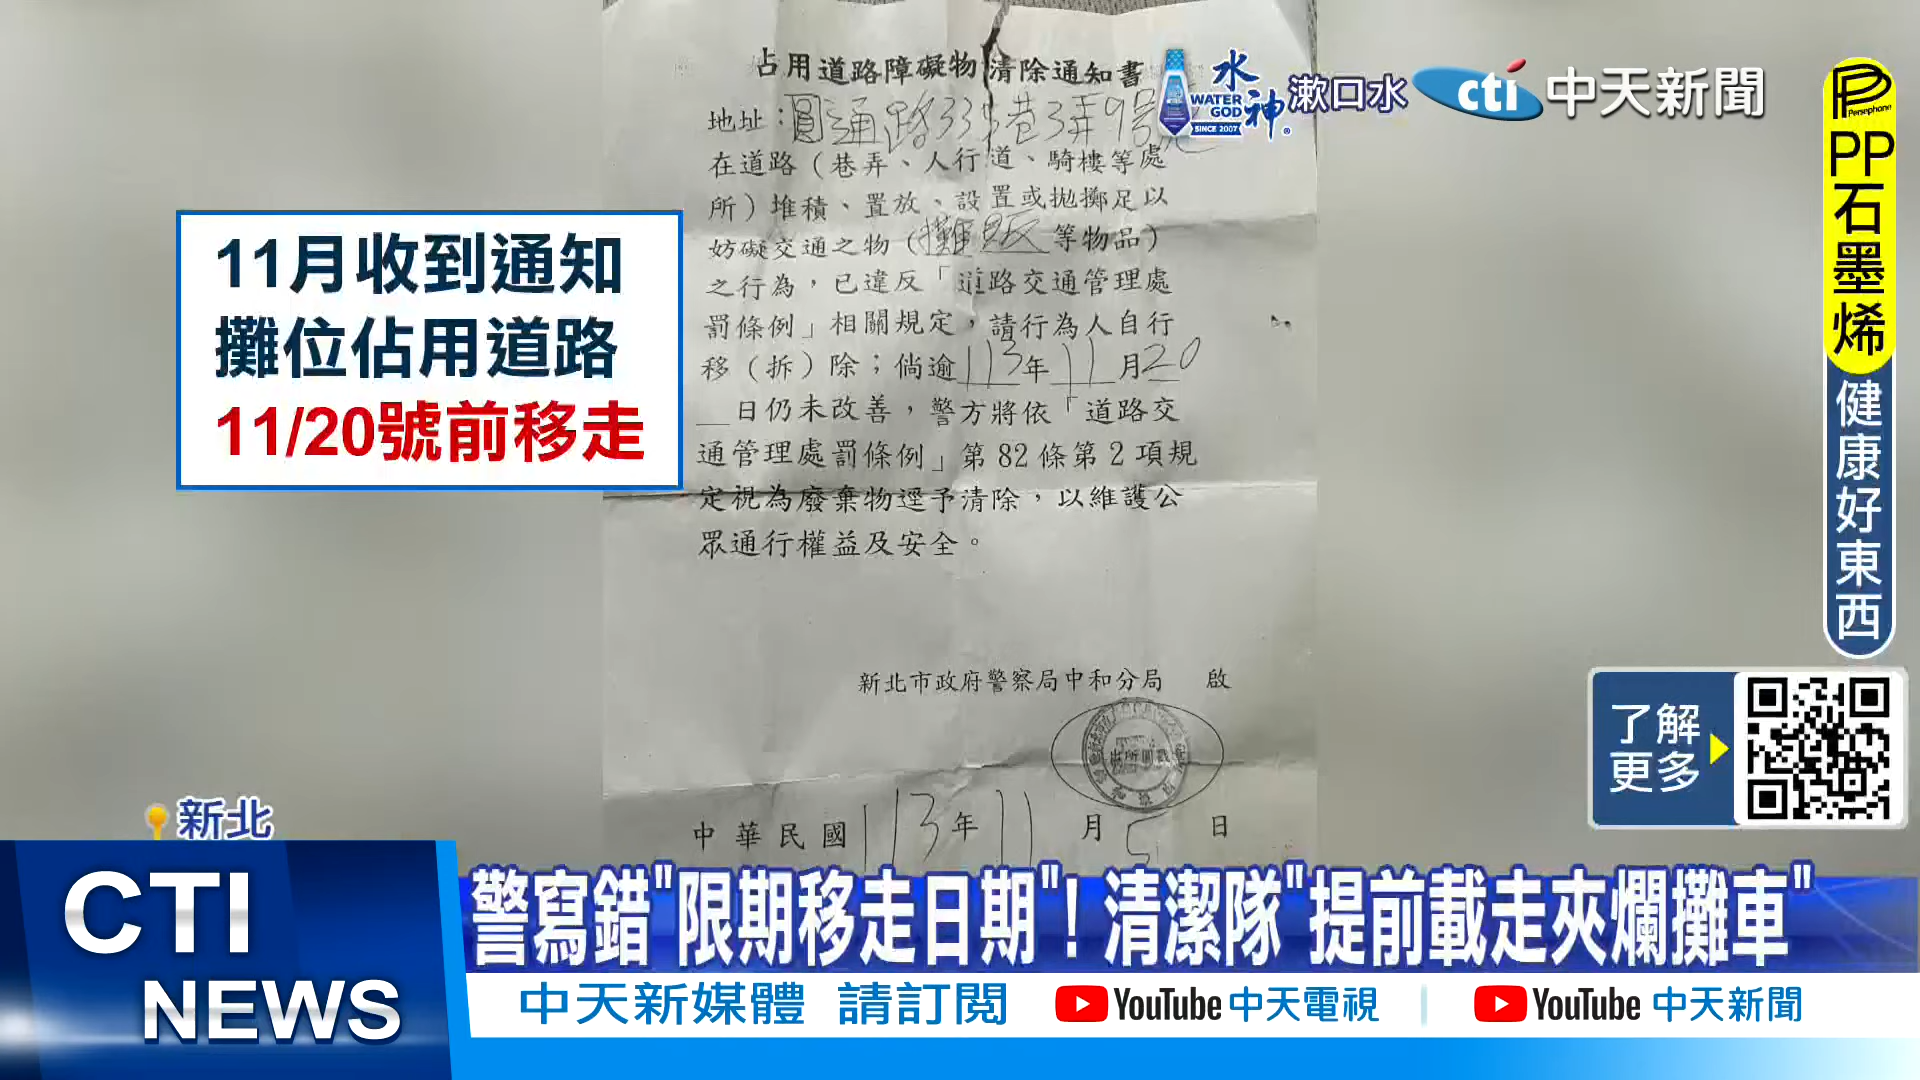 占用道路障礙物清除通知書
地址：圓通路335巷3弄9號
在道路（巷弄、人行道、騎樓等處
所）堆積、置放、設置或拋擲足以
妨礙交通之物（攤販等物品）
之行為，已違反「道路交通管理處
罰條例」相關規定，請行為人自行
移（拆）除；倘逾113年11月20
日仍未改善，警方將依「道路交
通管理處罰條例」第82條第2項規
定視為廢棄物逕予清除，以維護公
眾通行權益及安全。
新北市政府警察局中和分局 啟
中華民國113年11月5日
11月收到通知
攤位佔用道路
11/20號前移走
水神
WATER GOD
SINCE 2007
漱口水
cti 中天新聞
Persephone
PP石墨烯
健康好東西
了解
更多
新北
CTI
NEWS
警寫錯"限期移走日期"！清潔隊"提前載走夾爛攤車"
中天新媒體 請訂閱 YouTube 中天電視 | YouTube 中天新聞